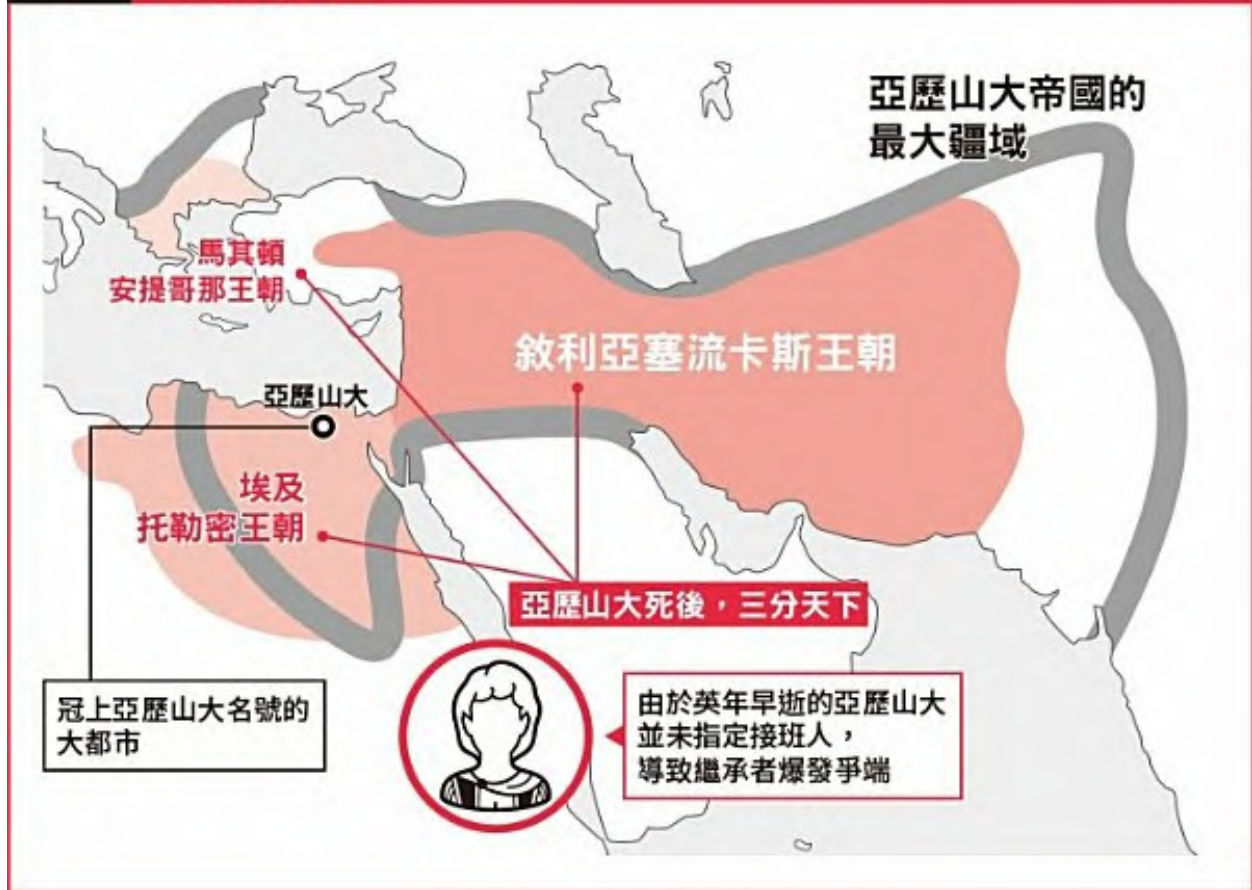 亞歷山大帝國的
最大疆域
馬其頓
安提哥那王朝
敘利亞塞流卡斯王朝
亞歷山大
埃及
托勒密王朝
亞歷山大死後，三分天下
冠上亞歷山大名號的
大都市
由於英年早逝的亞歷山大
並未指定接班人，
導致繼承者爆發爭端